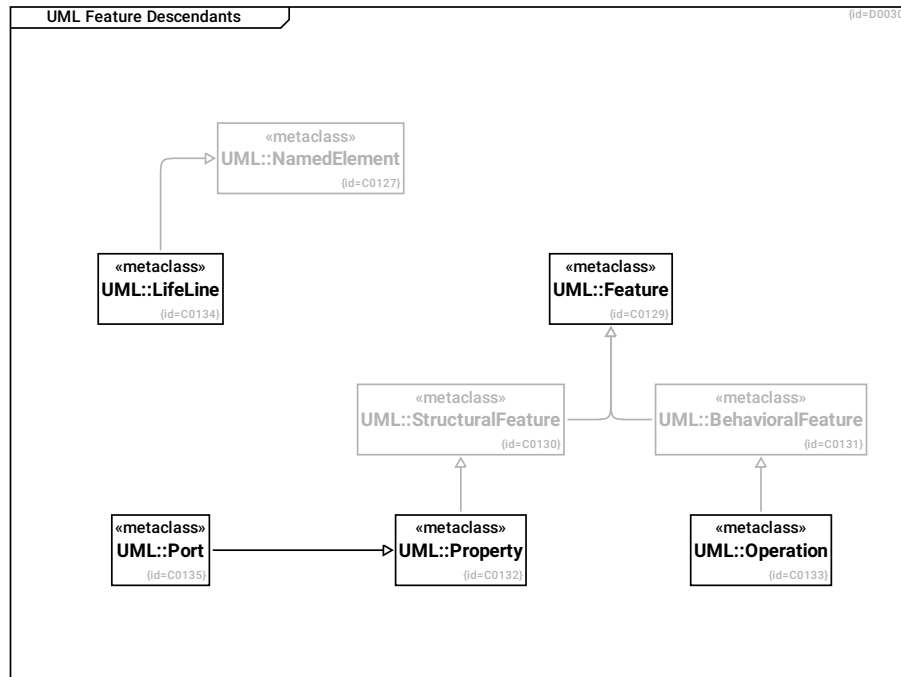 UML Feature Descendants
{id=D0030
«metaclass»
UML::NamedElement
{id=C0127}
«metaclass»
UML::LifeLine
{id=C0134}
«metaclass»
UML::Feature
{id=C0129}
«metaclass»
UML::StructuralFeature
{id=C0130}
«metaclass»
UML::BehavioralFeature
{id=C0131}
«metaclass»
UML::Port
{id=C0135}
«metaclass»
UML::Property
{id=C0132}
«metaclass»
UML::Operation
{id=C0133}